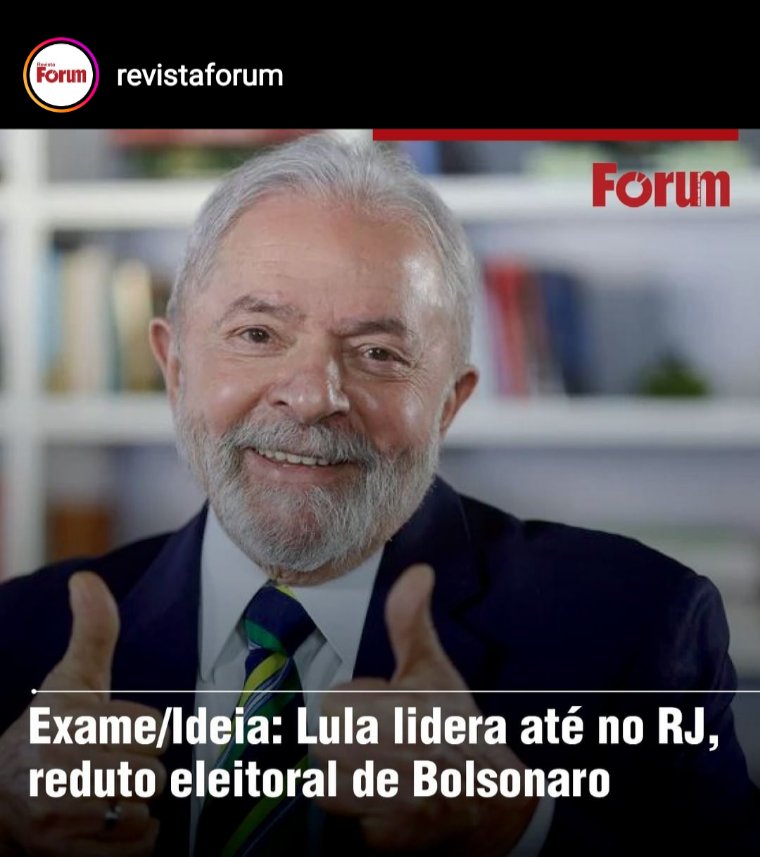 Revista
Forum
revistaforum
Forum
Exame/Ideia: Lula lidera até no RJ,
reduto eleitoral de Bolsonaro